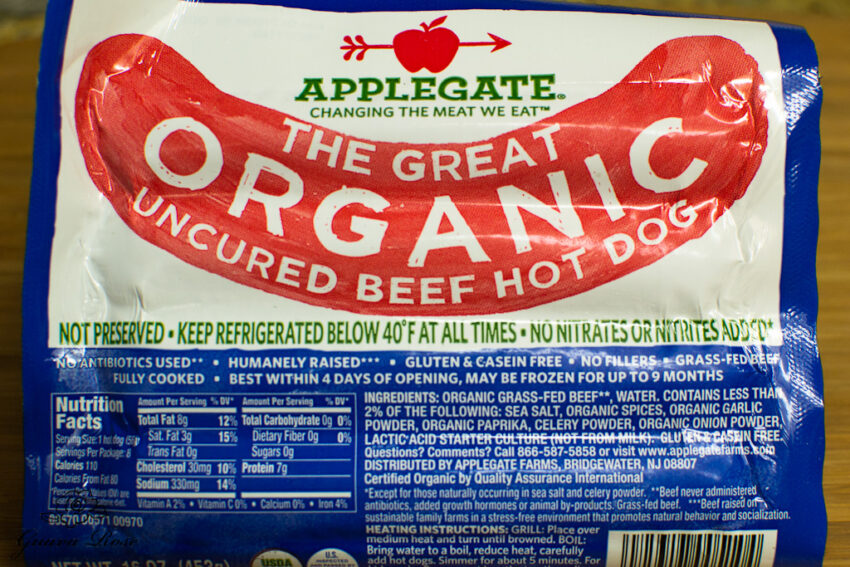 APPLEGATE®
CHANGING THE MEAT WE EAT™
THE GREAT
ORGANIC
UNCURED BEEF HOT DOG
NOT PRESERVED • KEEP REFRIGERATED BELOW 40°F AT ALL TIMES • NO NITRATES OR NITRITES ADDED*
NO ANTIBIOTICS USED** • HUMANELY RAISED*** • GLUTEN & CASEIN FREE • NO FILLERS • GRASS-FED BEEF
FULLY COOKED • BEST WITHIN 4 DAYS OF OPENING, MAY BE FROZEN FOR UP TO 9 MONTHS
Nutrition
Facts
Serving Size: 1 hot dog
Servings Per Package: 8
Calories 110
Calories From Fat 80
Amount Per Serving % DV*
Total Fat 8g 12%
Sat. Fat 3g 15%
Trans Fat 0g
Cholesterol 30mg 10%
Sodium 330mg 14%
Amount Per Serving % DV*
Total Carbohydrate 0g 0%
Dietary Fiber 0g 0%
Sugars 0g
Protein 7g
Vitamin A 2% • Vitamin C 0% • Calcium 0% • Iron 4%
00970
INGREDIENTS: ORGANIC GRASS-FED BEEF**, WATER. CONTAINS LESS THAN
2% OF THE FOLLOWING: SEA SALT, ORGANIC SPICES, ORGANIC GARLIC
POWDER, ORGANIC PAPRIKA, CELERY POWDER, ORGANIC ONION POWDER,
LACTIC ACID STARTER CULTURE (NOT FROM MILK). GLUTEN & CASEIN FREE.
Questions? Comments? Call 866-587-5858 or visit www.applegatefarms.com
DISTRIBUTED BY APPLEGATE FARMS, BRIDGEWATER, NJ 08807
Certified Organic by Quality Assurance International
*Except for those naturally occurring in sea salt and celery powder. **Beef never administered
antibiotics, added growth hormones or animal by-products. Grass-fed beef. ***Beef raised on
sustainable family farms in a stress-free environment that promotes natural behavior and socialization.
HEATING INSTRUCTIONS: GRILL: Place over
medium heat and turn until browned. BOIL:
Bring water to a boil, reduce heat, carefully
add hot dogs. Simmer for about 5 minutes. For
NET WT. 16 OZ (453g)
USDA
U.S.
INSPECTED